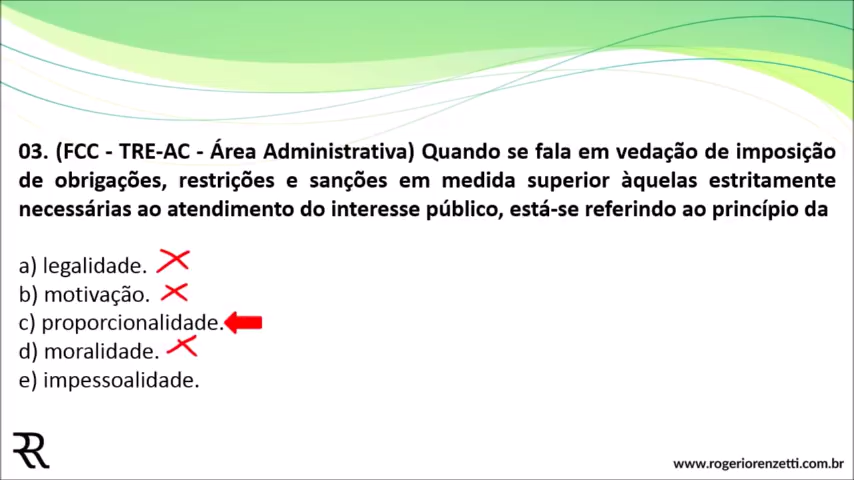 03. (FCC - TRE-AC - Área Administrativa) Quando se fala em vedação de imposição
de obrigações, restrições e sanções em medida superior àquelas estritamente
necessárias ao atendimento do interesse público, está-se referindo ao princípio da
a) legalidade.
b) motivação.
c) proporcionalidade.
d) moralidade.
e) impessoalidade.
www.rogeriorenzetti.com.br